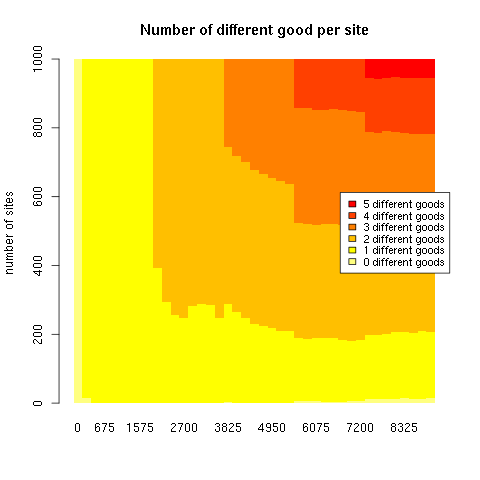 Number of different good per site
number of sites
1000
800
600
400
200
0
5 different goods
4 different goods
3 different goods
2 different goods
1 different goods
0 different goods
0 675 1575 2700 3825 4950 6075 7200 8325